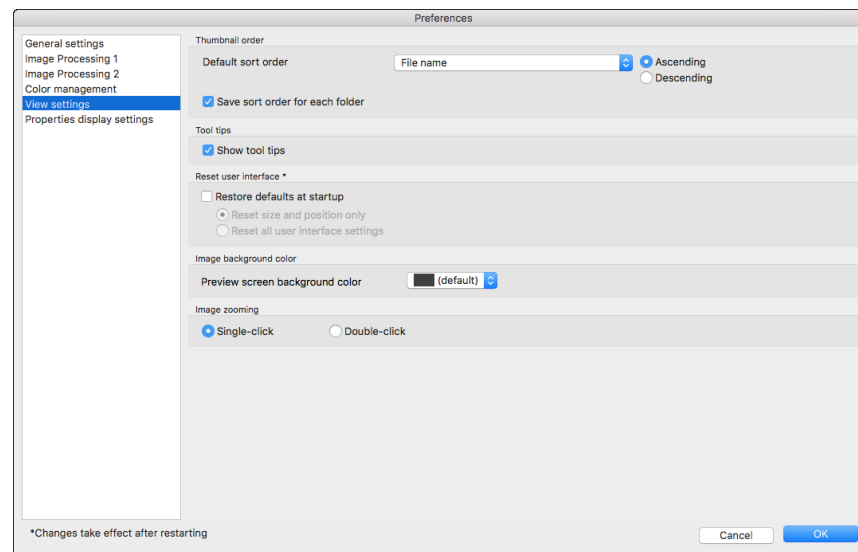 Preferences
General settings
Image Processing 1
Image Processing 2
Color management
View settings
Properties display settings
Thumbnail order
Default sort order File name Ascending
Descending
Save sort order for each folder
Tool tips
Show tool tips
Reset user interface *
Restore defaults at startup
Reset size and position only
Reset all user interface settings
Image background color
Preview screen background color (default)
Image zooming
Single-click Double-click
*Changes take effect after restarting
Cancel OK